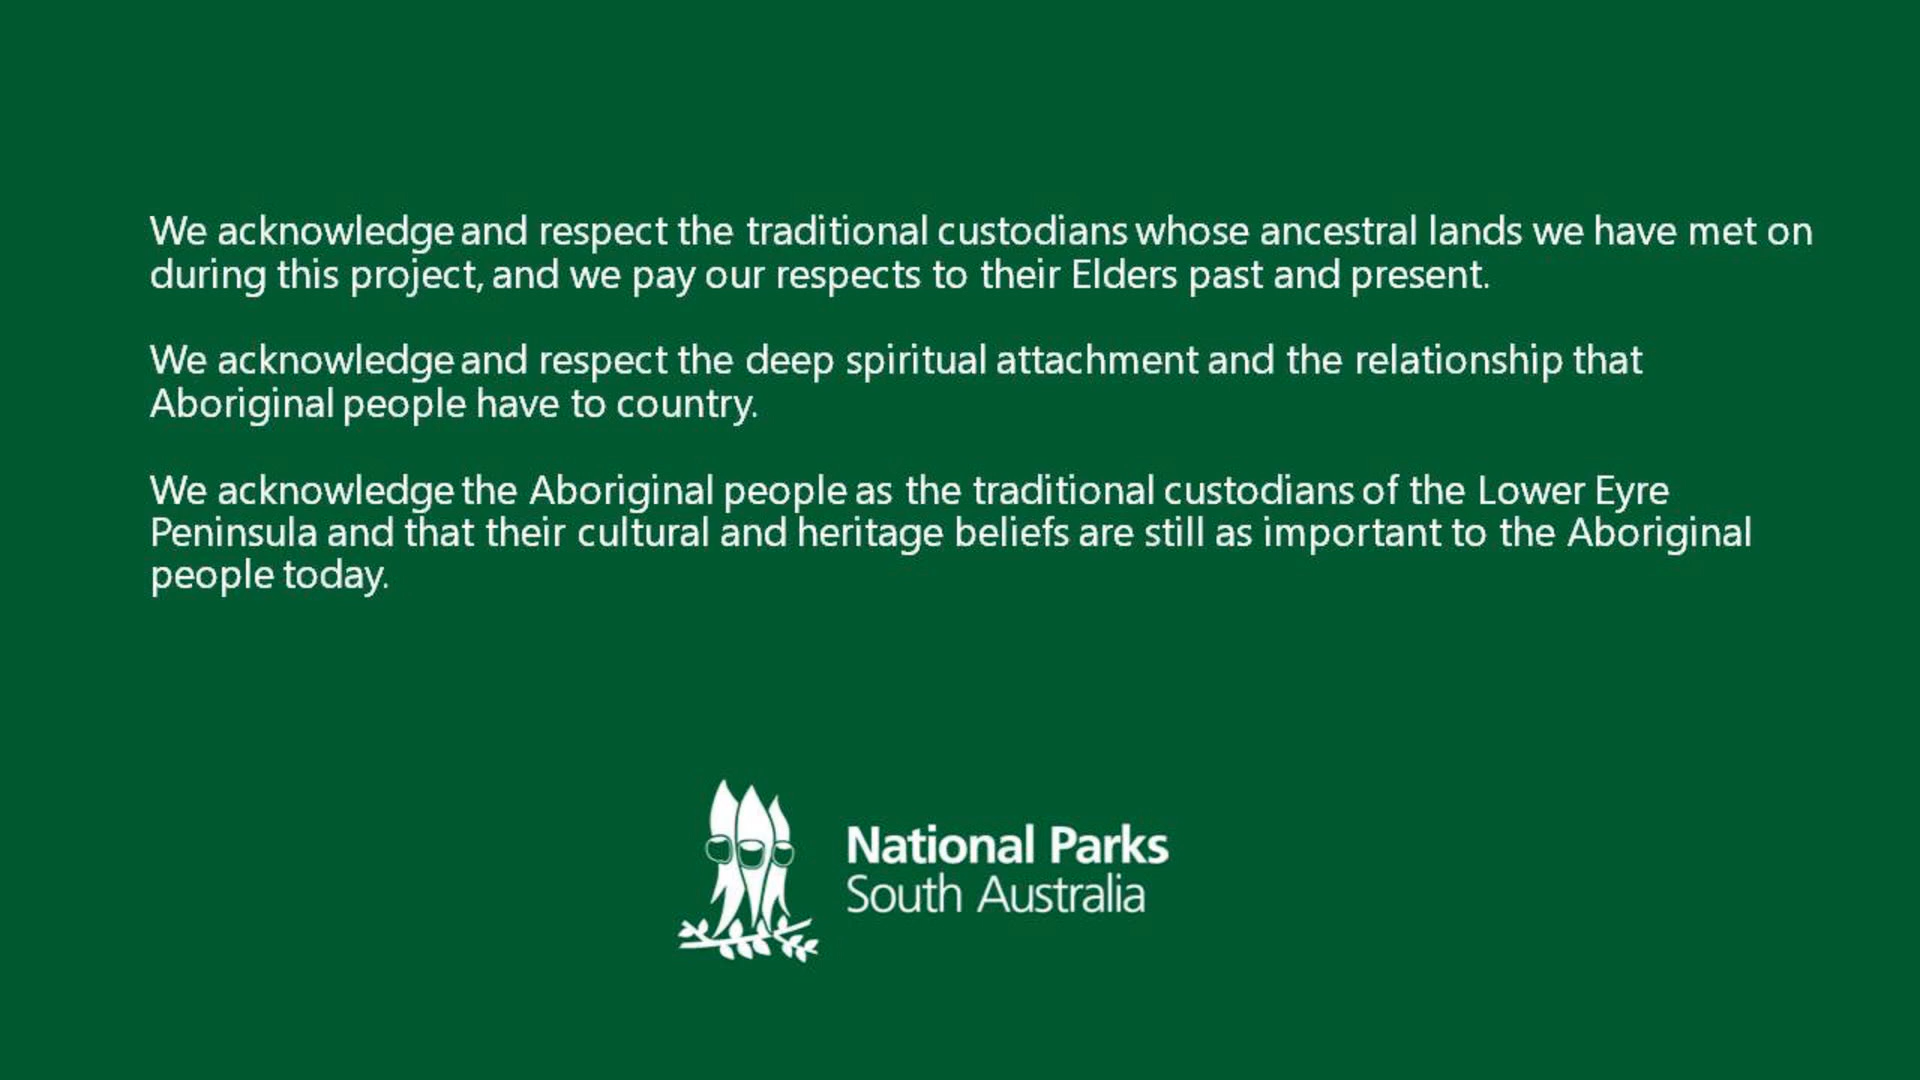 We acknowledge and respect the traditional custodians whose ancestral lands we have met on
during this project, and we pay our respects to their Elders past and present.
We acknowledge and respect the deep spiritual attachment and the relationship that
Aboriginal people have to country.
We acknowledge the Aboriginal people as the traditional custodians of the Lower Eyre
Peninsula and that their cultural and heritage beliefs are still as important to the Aboriginal
people today.
National Parks
South Australia